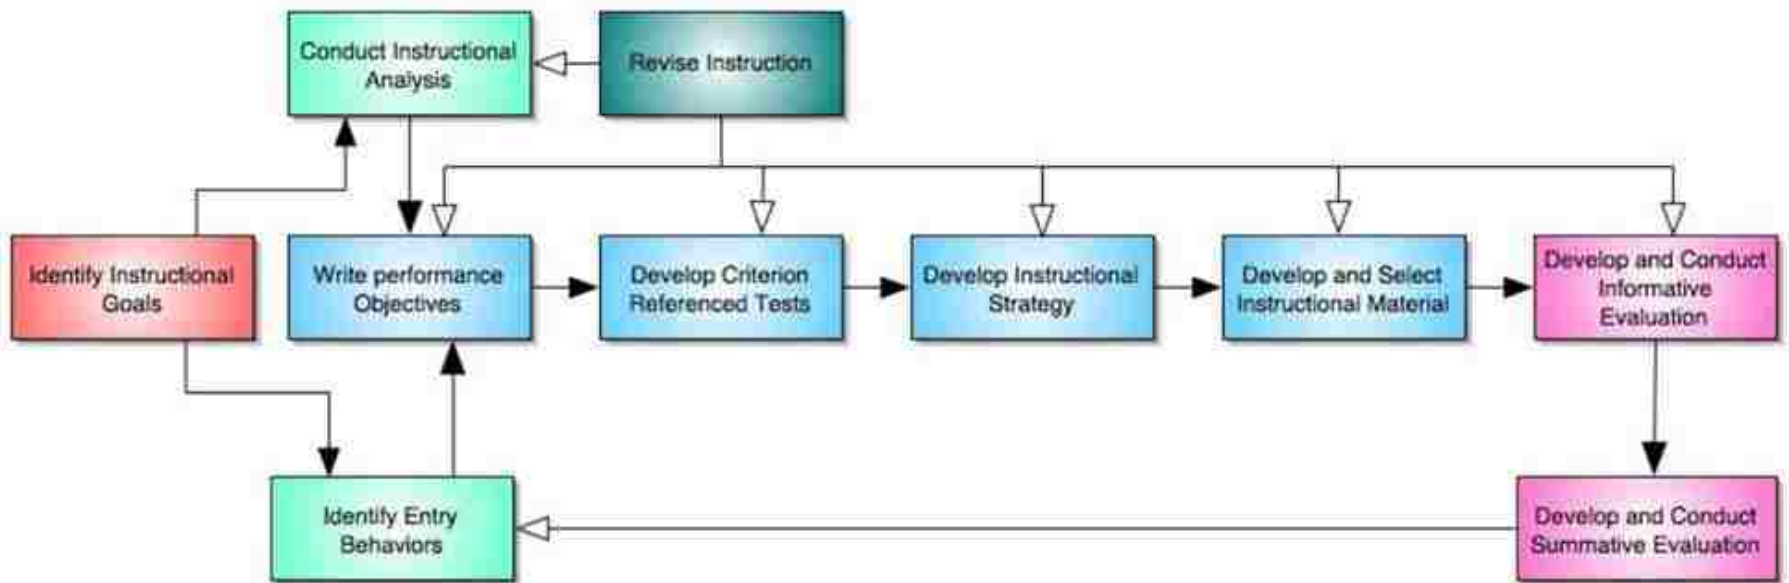 Conduct Instructional
Analysis
Revise Instruction
Identify Instructional
Goals
Write performance
Objectives
Develop Criterion
Referenced Tests
Develop Instructional
Strategy
Develop and Select
Instructional Material
Develop and Conduct
Informative
Evaluation
Identify Entry
Behaviors
Develop and Conduct
Summative Evaluation